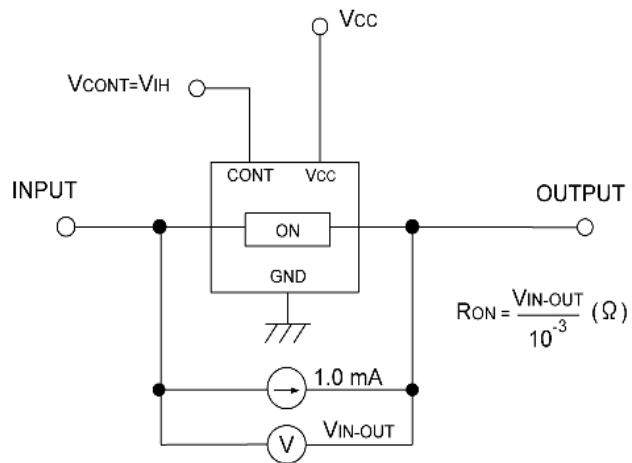 VCC
VCONT=VIH
CONT VCC
INPUT
OUTPUT
ON
GND
RON = VIN-OUT / 10-3 (Ω)
1.0 mA
V VIN-OUT